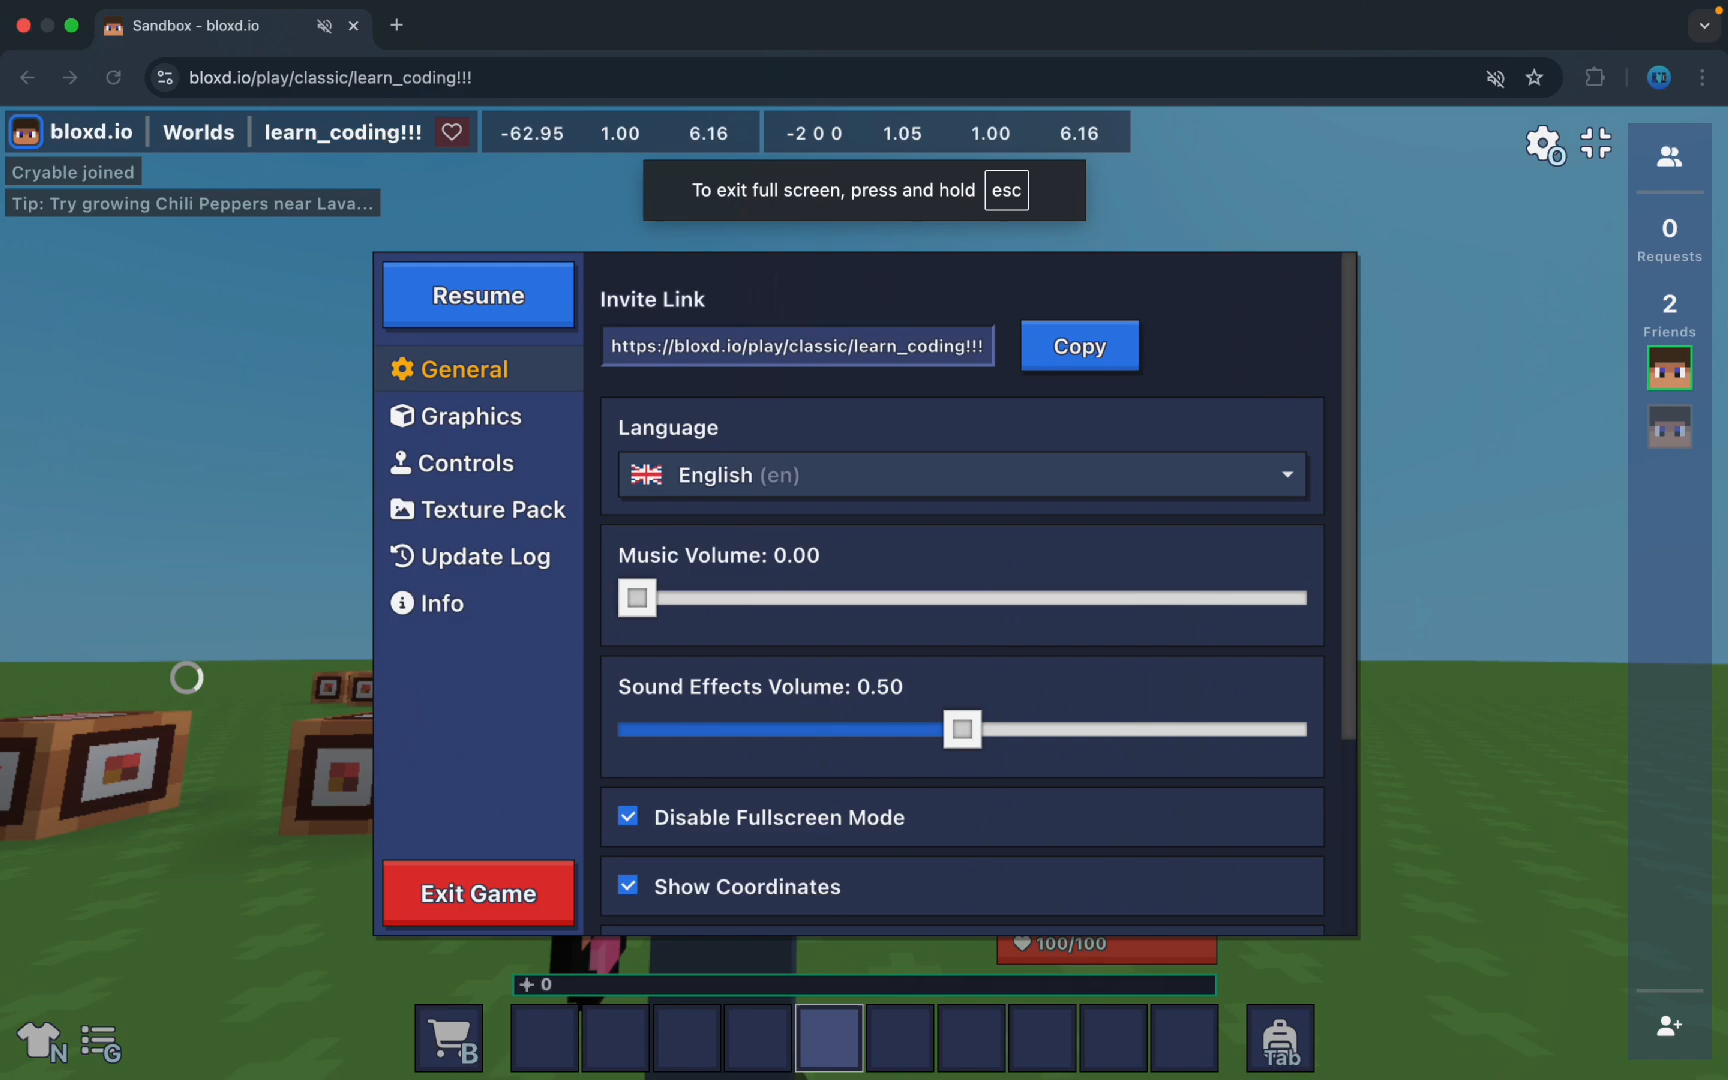 Sandbox - bloxd.io
bloxd.io/play/classic/learn_coding!!!
bloxd.io
Worlds
learn_coding!!!
-62.95 1.00 6.16
-2 0 0 1.05 1.00 6.16
O
Cryable joined
Tip: Try growing Chili Peppers near Lava...
To exit full screen, press and hold esc
0
Requests
2
Friends
Resume
General
Graphics
Controls
Texture Pack
Update Log
Info
Exit Game
Invite Link
https://bloxd.io/play/classic/learn_coding!!!
Copy
Language
English (en)
Music Volume: 0.00
Sound Effects Volume: 0.50
Disable Fullscreen Mode
Show Coordinates
100/100
0
N
G
B
Tab